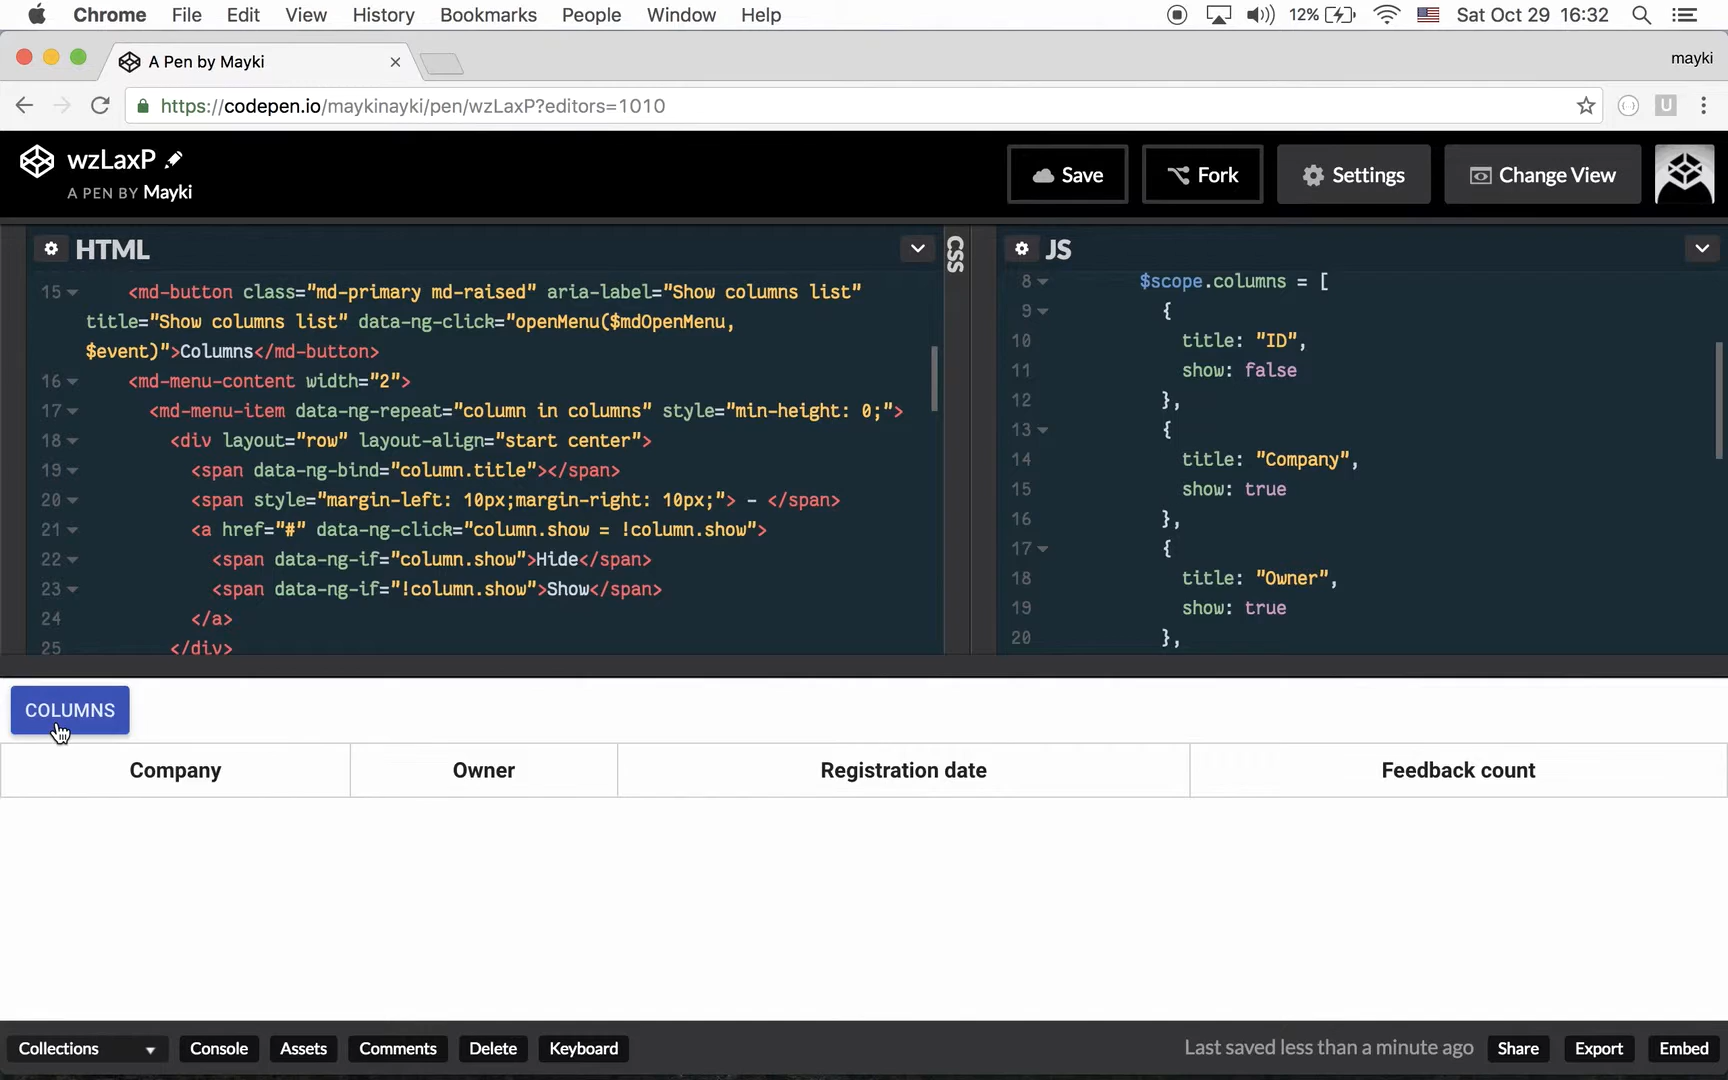 Chrome File Edit View History Bookmarks People Window Help 12% Sat Oct 29 16:32
A Pen by Mayki mayki
https://codepen.io/maykinayki/pen/wzLaxP?editors=1010 U
wzLaxP
A PEN BY Mayki
Save Fork Settings Change View
HTML
15 <md-button class="md-primary md-raised" aria-label="Show columns list"
title="Show columns list" data-ng-click="openMenu($mdOpenMenu,
$event)">Columns</md-button>
16 <md-menu-content width="2">
17 <md-menu-item data-ng-repeat="column in columns" style="min-height: 0;">
18 <div layout="row" layout-align="start center">
19 <span data-ng-bind="column.title"></span>
20 <span style="margin-left: 10px;margin-right: 10px;"> - </span>
21 <a href="#" data-ng-click="column.show = !column.show">
22 <span data-ng-if="column.show">Hide</span>
23 <span data-ng-if="!column.show">Show</span>
24 </a>
25 </div>
CSS
JS
8 $scope.columns = [
9 {
10 title: "ID",
11 show: false
12 },
13 {
14 title: "Company",
15 show: true
16 },
17 {
18 title: "Owner",
19 show: true
20 },
COLUMNS
Company Owner Registration date Feedback count
Collections Console Assets Comments Delete Keyboard Last saved less than a minute ago Share Export Embed